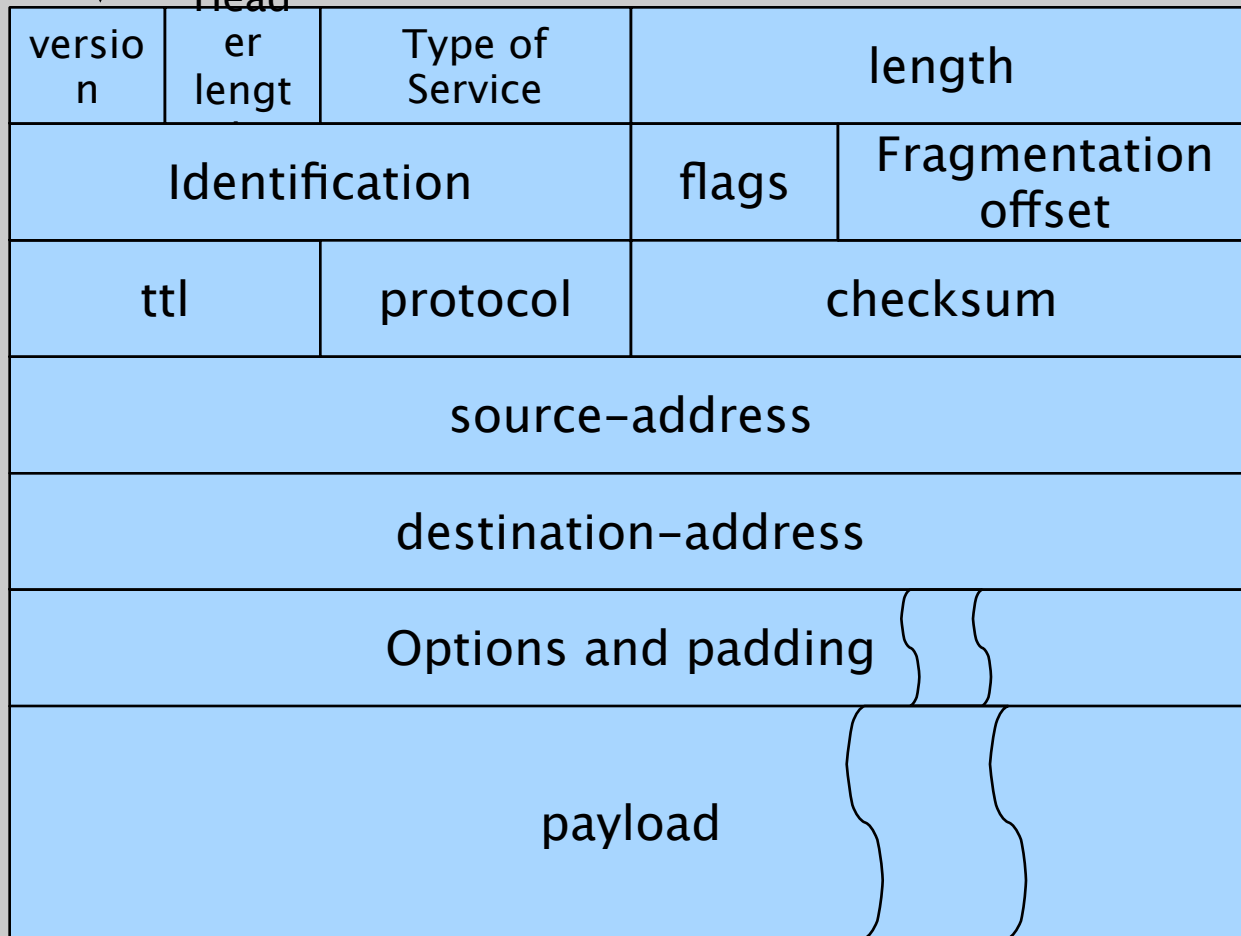 Head
versio
er
Type of
length
n
lengt
Service
Identification
flags
Fragmentation
offset
ttl
protocol
checksum
source-address
destination-address
Options and padding
payload